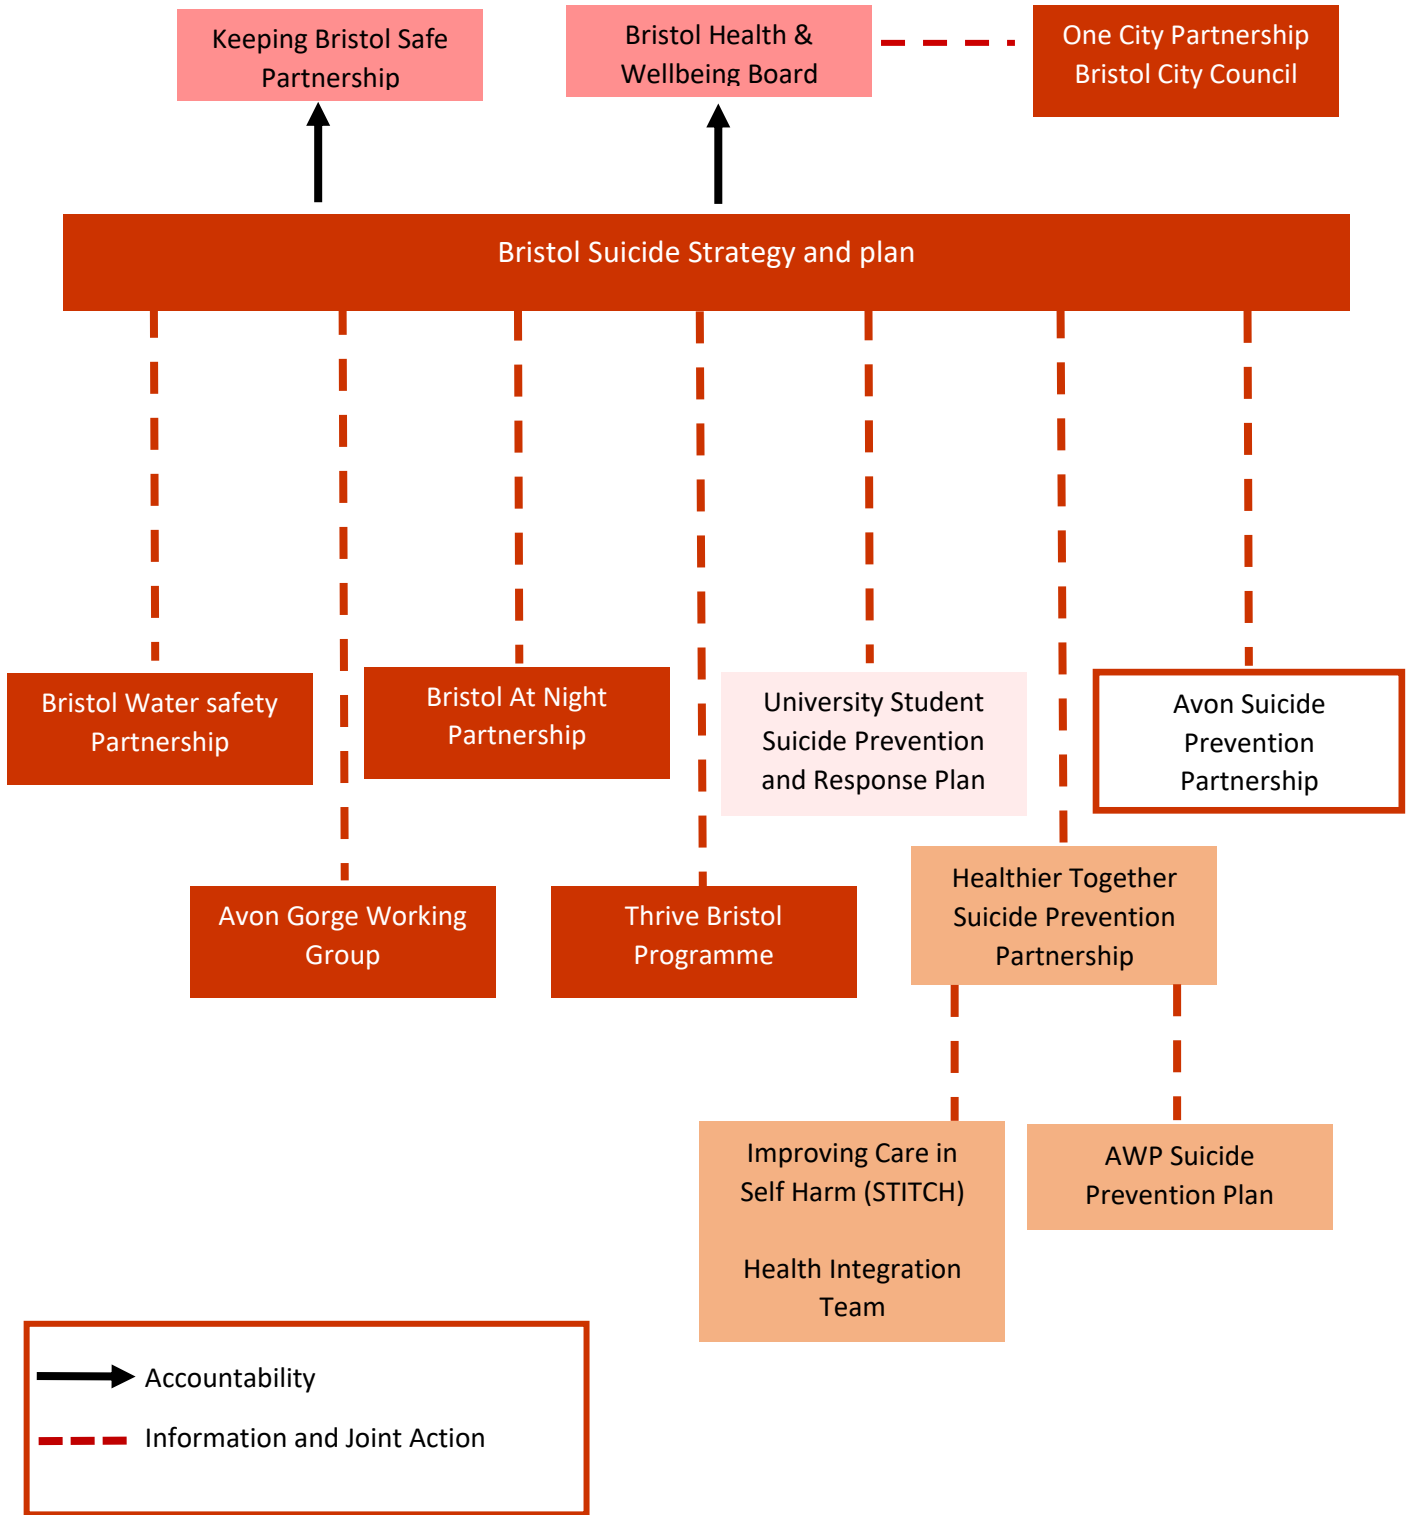 Keeping Bristol Safe
Partnership
Bristol Health &
Wellbeing Board
One City Partnership
Bristol City Council
Bristol Suicide Strategy and plan
Bristol Water safety
Partnership
Bristol At Night
Partnership
University Student
Suicide Prevention
and Response Plan
Avon Suicide
Prevention
Partnership
Avon Gorge Working
Group
Thrive Bristol
Programme
Healthier Together
Suicide Prevention
Partnership
Improving Care in
Self Harm (STITCH)
Health Integration
Team
AWP Suicide
Prevention Plan
Accountability
Information and Joint Action